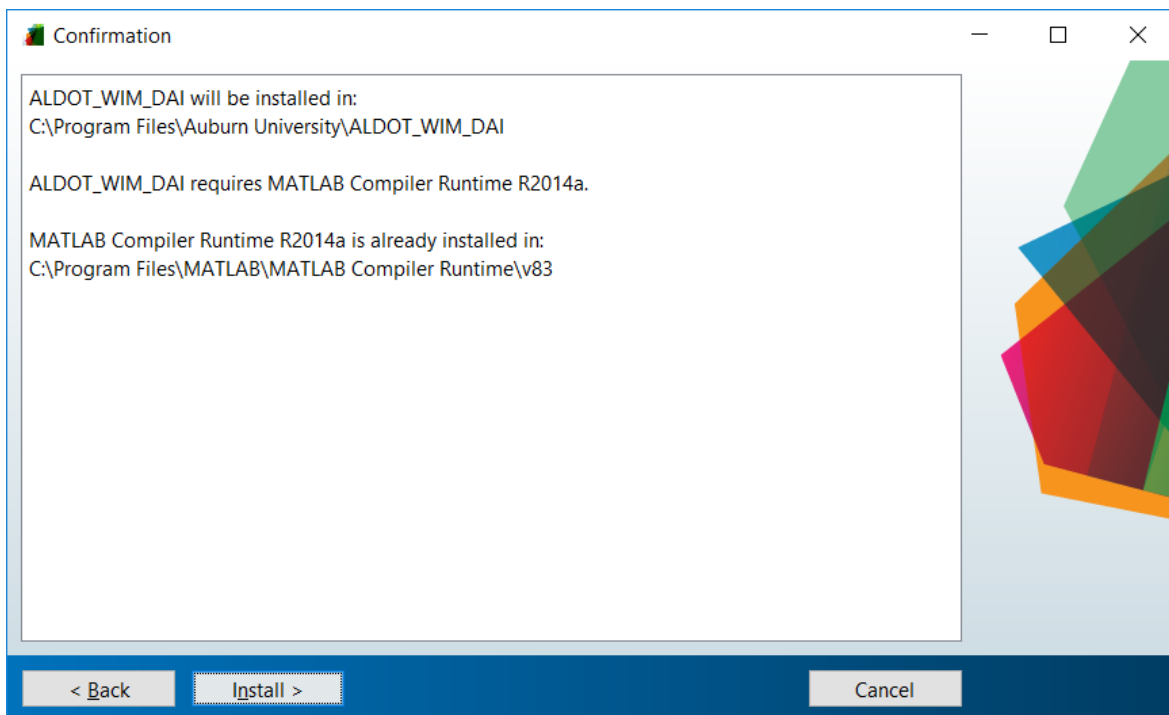 Confirmation
ALDOT_WIM_DAI will be installed in:
C:\Program Files\Auburn University\ALDOT_WIM_DAI
ALDOT_WIM_DAI requires MATLAB Compiler Runtime R2014a.
MATLAB Compiler Runtime R2014a is already installed in:
C:\Program Files\MATLAB\MATLAB Compiler Runtime\v83
< Back Install > Cancel